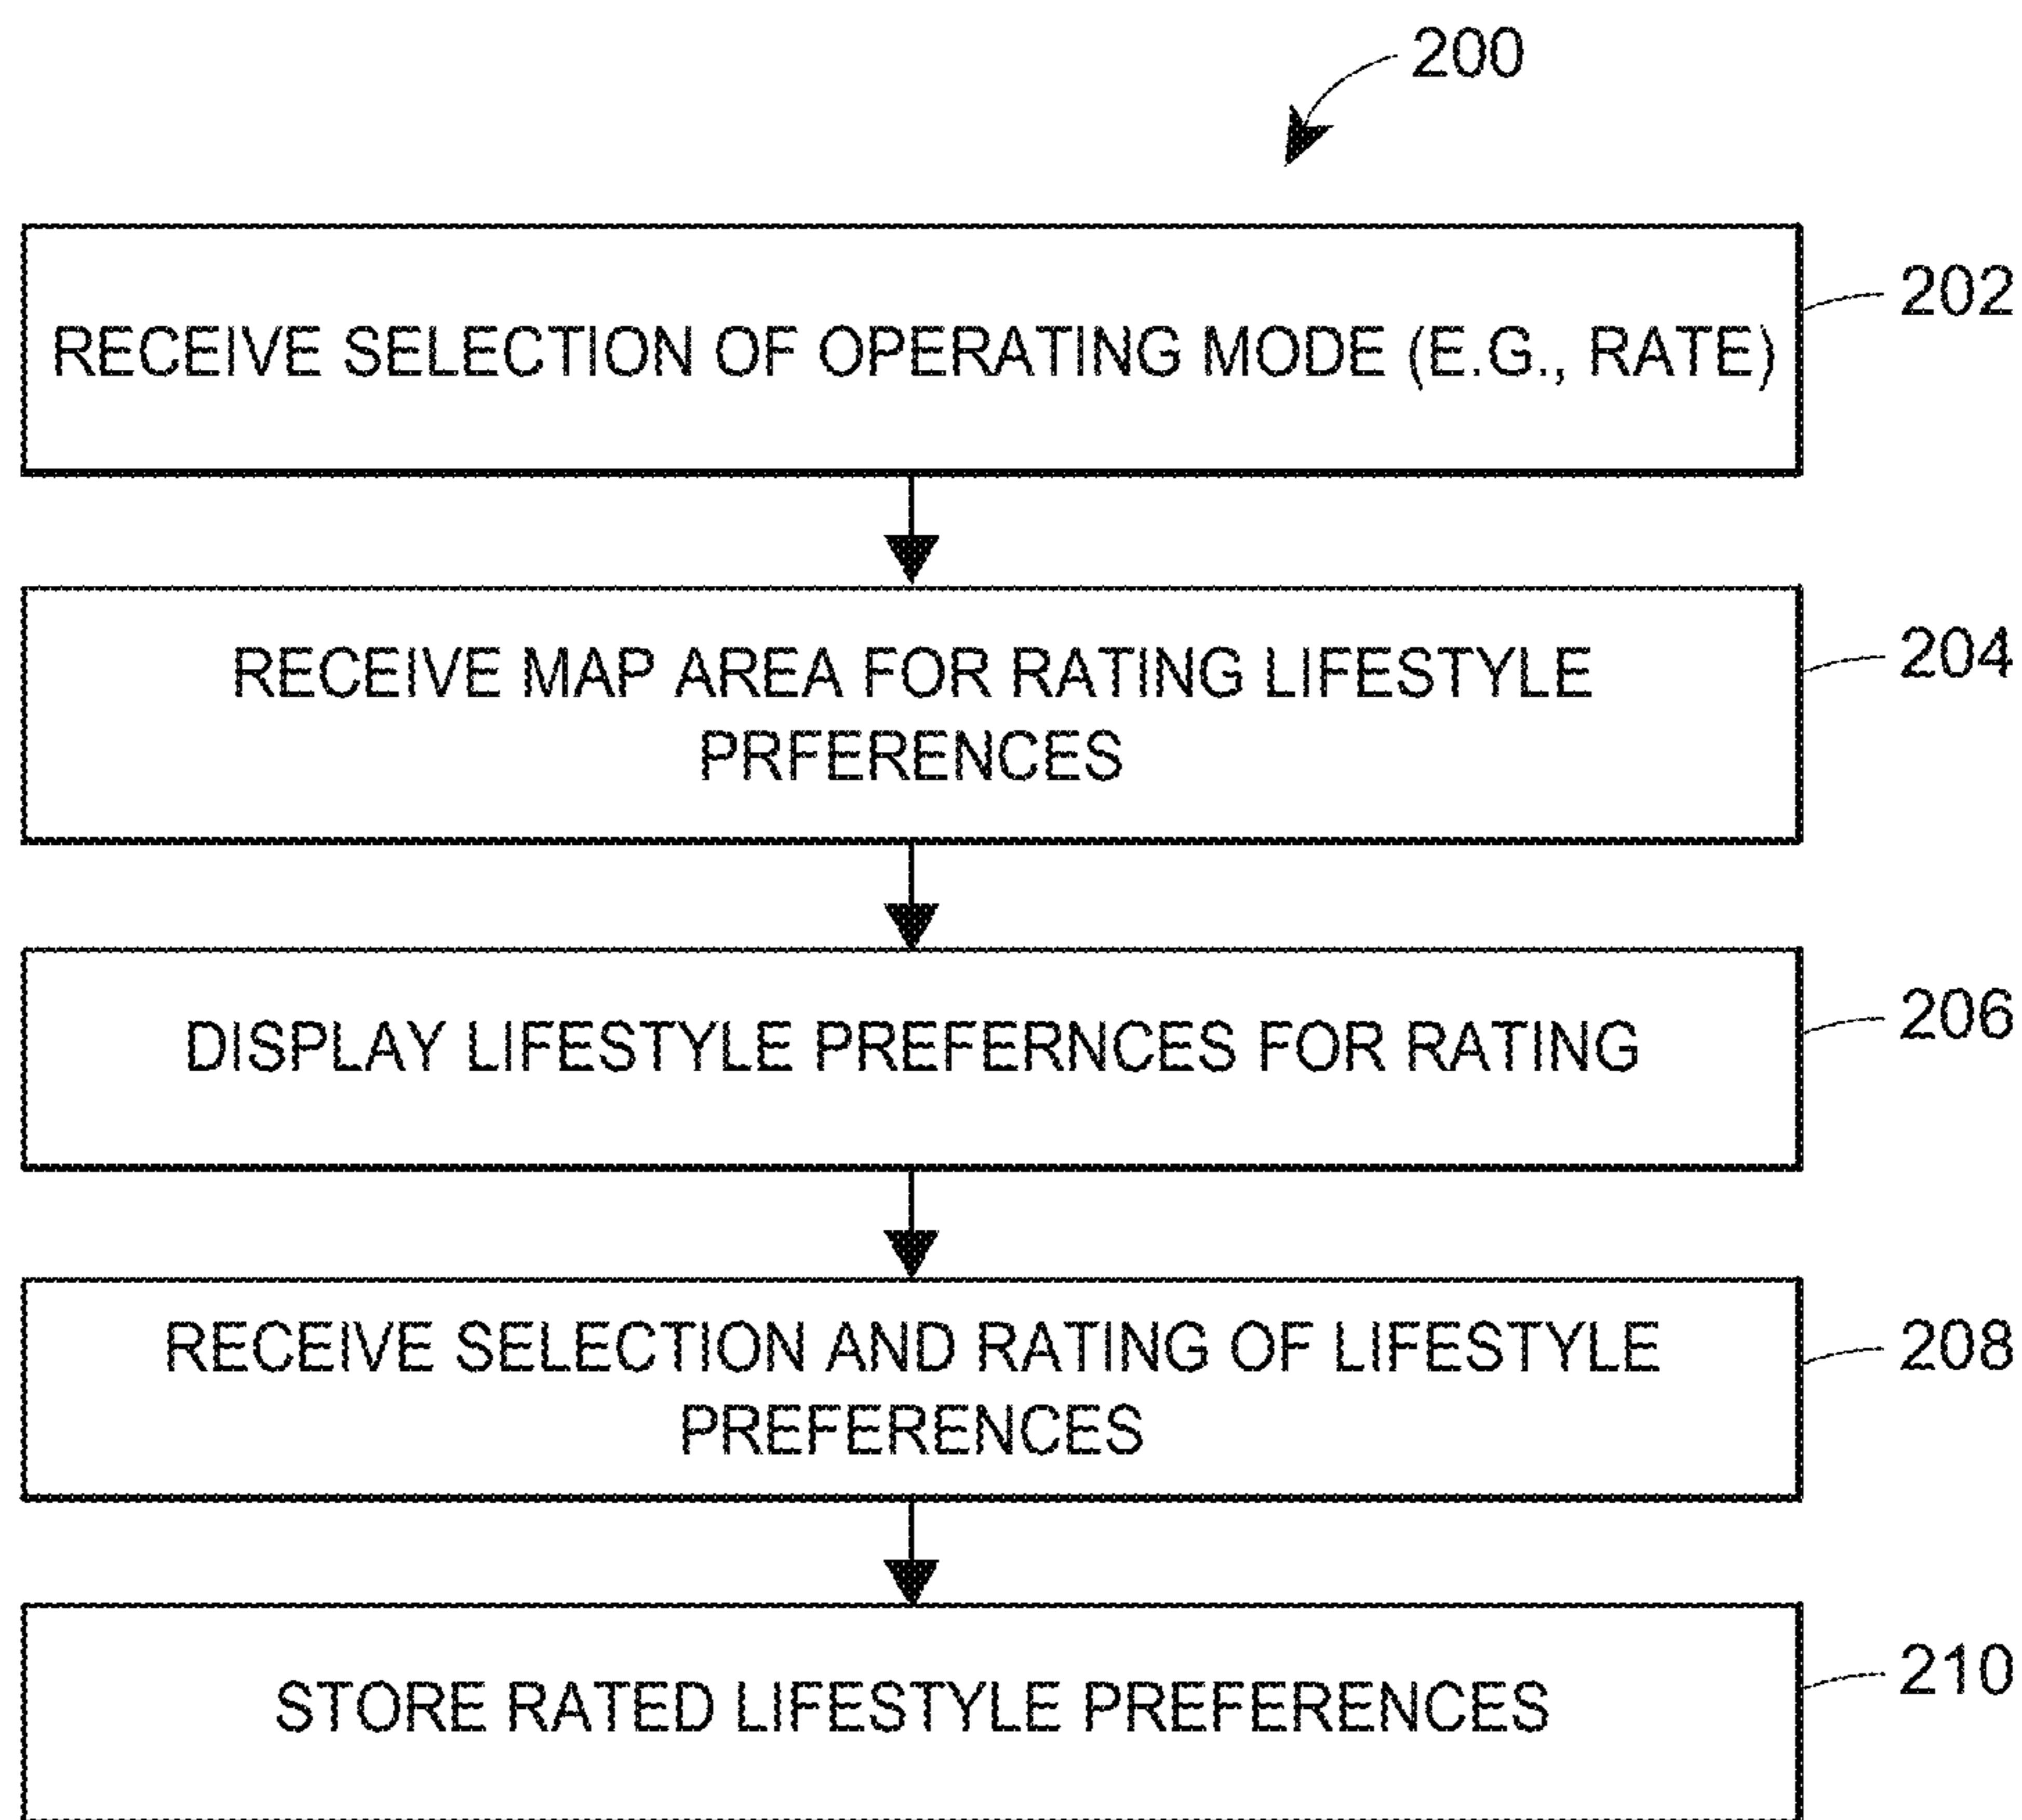 200
RECEIVE SELECTION OF OPERATING MODE (E.G., RATE)
202
RECEIVE MAP AREA FOR RATING LIFESTYLE
PRFERENCES
204
DISPLAY LIFESTYLE PREFERNCES FOR RATING
206
RECEIVE SELECTION AND RATING OF LIFESTYLE
PREFERENCES
208
STORE RATED LIFESTYLE PREFERENCES
210